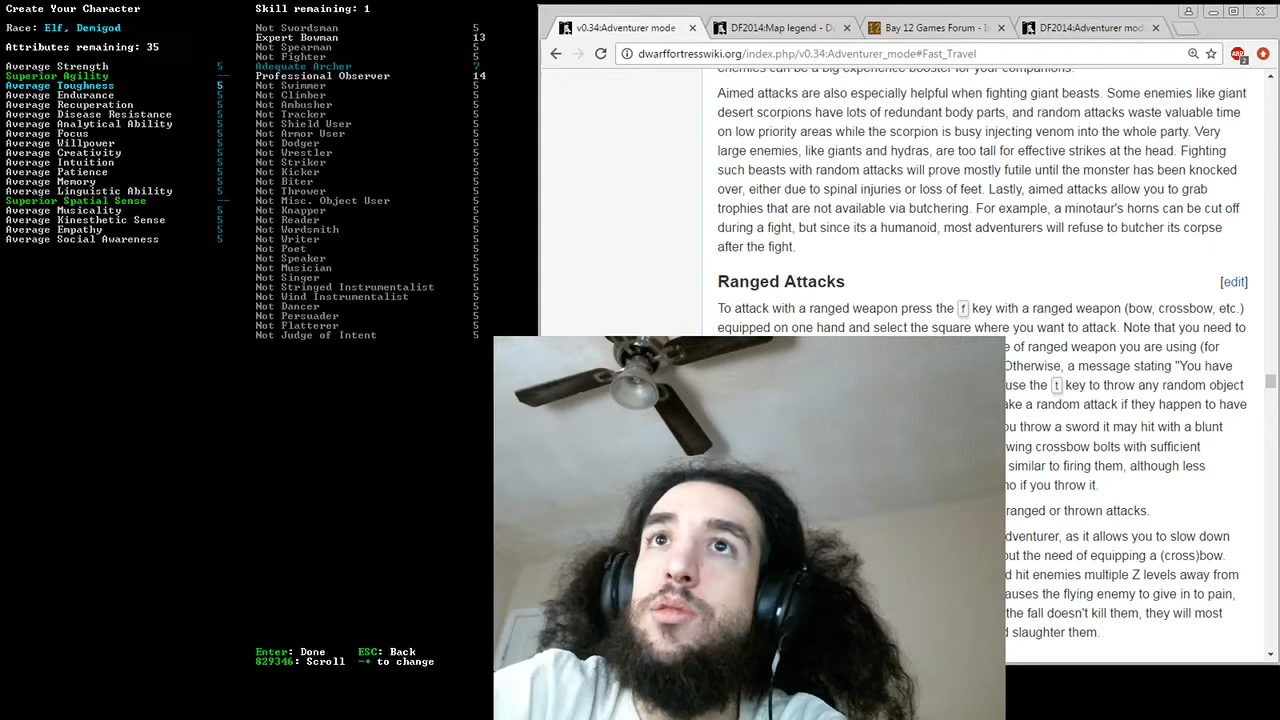 Create Your Character
Race: Elf, Demigod
Attributes remaining: 35
Average Strength 5
Superior Agility --
Average Toughness 5
Average Endurance 5
Average Recuperation 5
Average Disease Resistance 5
Average Analytical Ability 5
Average Focus 5
Average Willpower 5
Average Creativity 5
Average Intuition 5
Average Patience 5
Average Memory 5
Average Linguistic Ability 5
Superior Spatial Sense --
Average Musicality 5
Average Kinesthetic Sense 5
Average Empathy 5
Average Social Awareness 5
Skill remaining: 1
Not Swordsman 5
Expert Bowman 13
Not Spearman 5
Not Fighter 5
Adequate Archer 7
Professional Observer 14
Not Swimmer 5
Not Climber 5
Not Ambusher 5
Not Tracker 5
Not Shield User 5
Not Armor User 5
Not Dodger 5
Not Wrestler 5
Not Striker 5
Not Kicker 5
Not Biter 5
Not Thrower 5
Not Misc. Object User 5
Not Knapper 5
Not Reader 5
Not Wordsmith 5
Not Writer 5
Not Poet 5
Not Speaker 5
Not Musician 5
Not Singer 5
Not Stringed Instrumentalist 5
Not Wind Instrumentalist 5
Not Dancer 5
Not Persuader 5
Not Flatterer 5
Not Judge of Intent 5
Enter: Done ESC: Back
829346: Scroll -+ to change
v0.34:Adventurer mode DF2014:Map legend - D Bay 12 Games Forum - I DF2014:Adventurer mod
dwarffortresswiki.org/index.php/v0.34:Adventurer_mode#Fast_Travel
enemies can be a big experience booster for your companions.
Aimed attacks are also especially helpful when fighting giant beasts. Some enemies like giant
desert scorpions have lots of redundant body parts, and random attacks waste valuable time
on low priority areas while the scorpion is busy injecting venom into the whole party. Very
large enemies, like giants and hydras, are too tall for effective strikes at the head. Fighting
such beasts with random attacks will prove mostly futile until the monster has been knocked
over, either due to spinal injuries or loss of feet. Lastly, aimed attacks allow you to grab
trophies that are not available via butchering. For example, a minotaur's horns can be cut off
during a fight, but since its a humanoid, most adventurers will refuse to butcher its corpse
after the fight.
Ranged Attacks [edit]
To attack with a ranged weapon press the f key with a ranged weapon (bow, crossbow, etc.)
equipped on one hand and select the square where you want to attack. Note that you need to
e of ranged weapon you are using (for
Otherwise, a message stating "You have
use the t key to throw any random object
ake a random attack if they happen to have
ou throw a sword it may hit with a blunt
wing crossbow bolts with sufficient
similar to firing them, although less
no if you throw it.
ranged or thrown attacks.
dventurer, as it allows you to slow down
out the need of equipping a (cross)bow.
d hit enemies multiple Z levels away from
auses the flying enemy to give in to pain,
the fall doesn't kill them, they will most
d slaughter them.